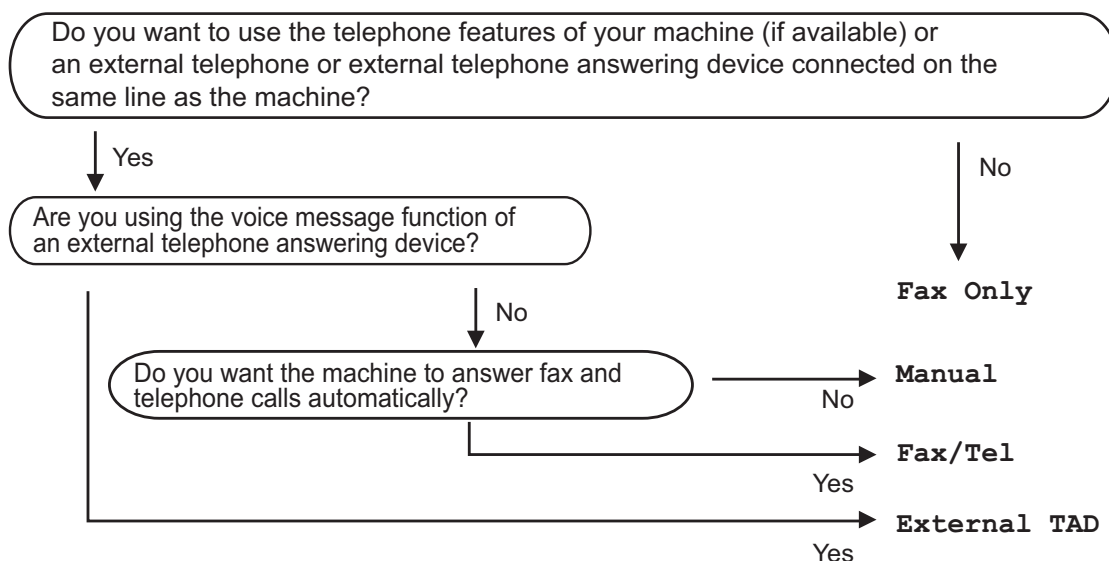 Do you want to use the telephone features of your machine (if available) or
an external telephone or external telephone answering device connected on the
same line as the machine?
Yes
No
Are you using the voice message function of
an external telephone answering device?
Fax Only
No
Do you want the machine to answer fax and
telephone calls automatically?
Manual
No
Fax/Tel
Yes
External TAD
Yes